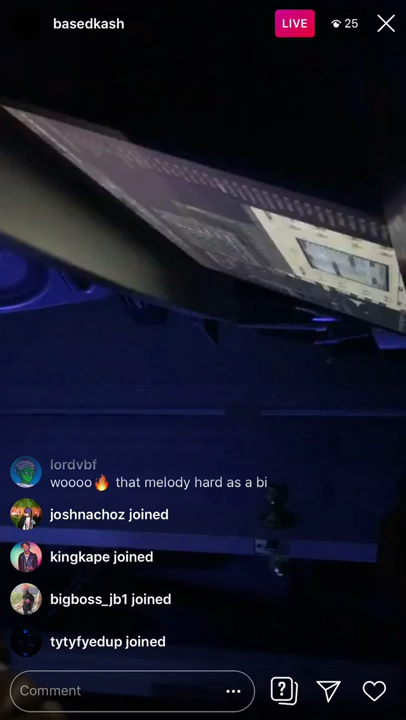 basedkash
LIVE
25
lordvbf
woooo🔥 that melody hard as a bi
joshnachoz joined
kingkape joined
bigboss_jb1 joined
tytyfyedup joined
Comment